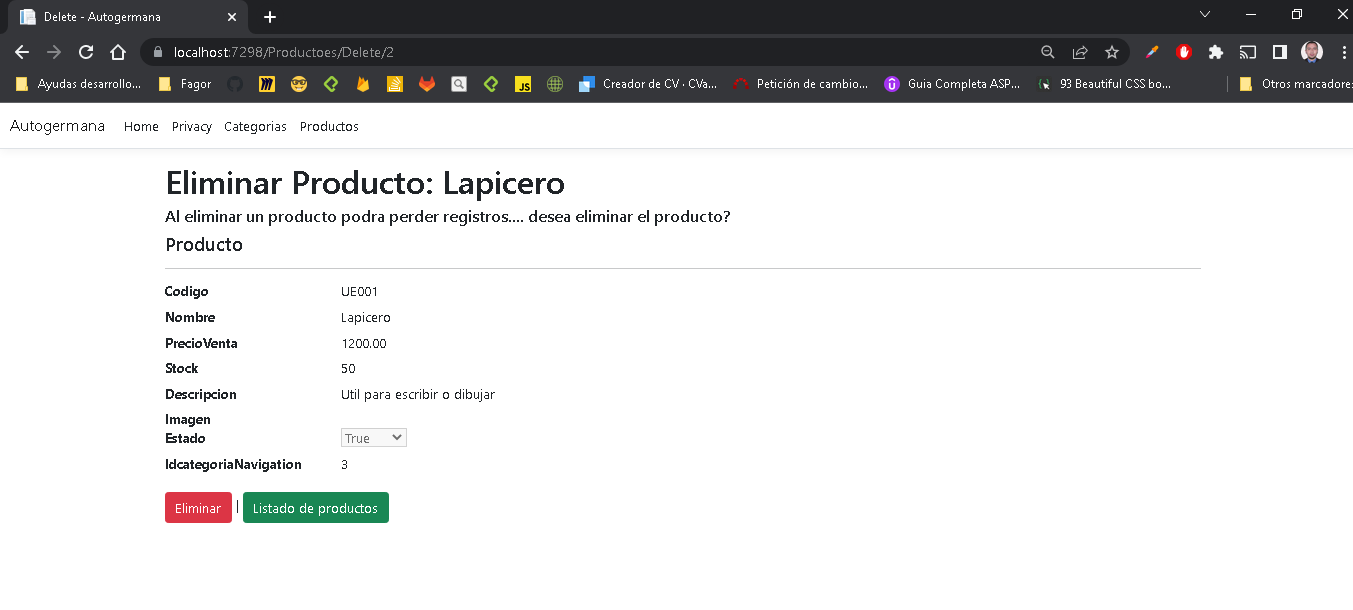 Delete - Autogermana
localhost:7298/Productoes/Delete/2
Ayudas desarrollo... Fagor JS Creador de CV · CVa... Petición de cambio... Guia Completa ASP... 93 Beautiful CSS bo... Otros marcadores
Autogermana Home Privacy Categorias Productos
Eliminar Producto: Lapicero
Al eliminar un producto podra perder registros.... desea eliminar el producto?
Producto
Codigo UE001
Nombre Lapicero
PrecioVenta 1200.00
Stock 50
Descripcion Util para escribir o dibujar
Imagen
Estado True
IdcategoriaNavigation 3
Eliminar | Listado de productos